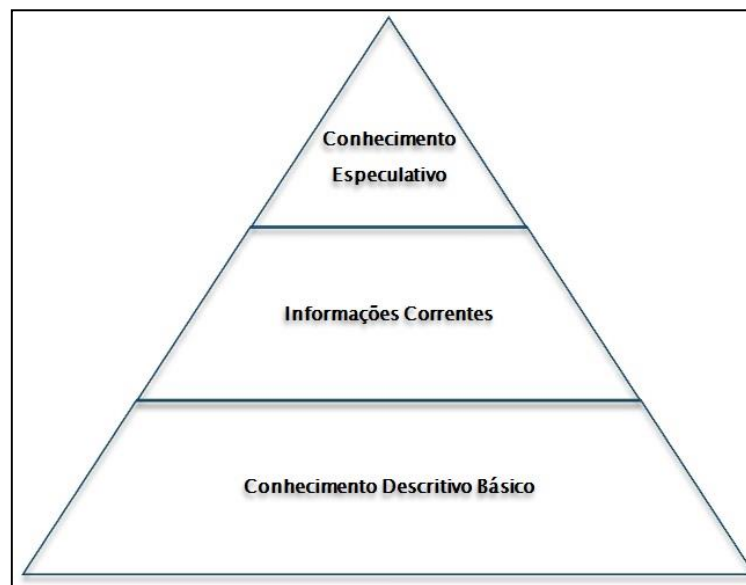 Conhecimento
Especulativo
Informações Correntes
Conhecimento Descritivo Básico